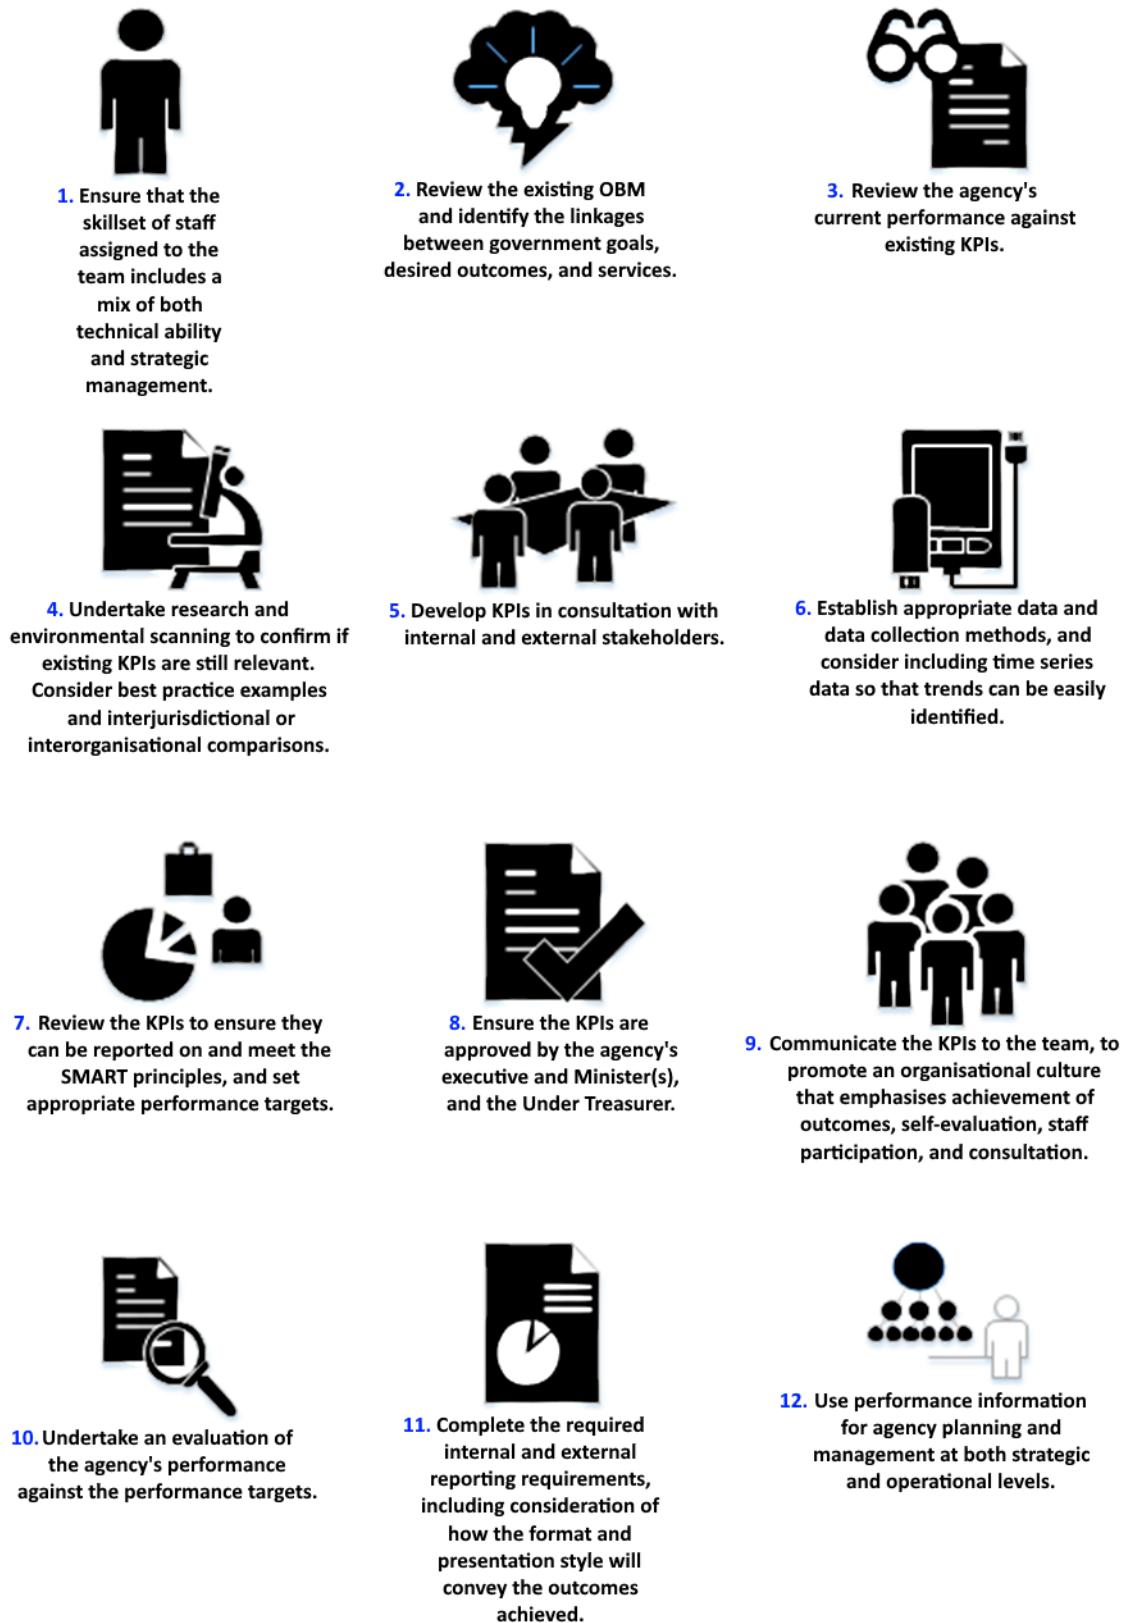 1. Ensure that the
skillset of staff
assigned to the
team includes a
mix of both
technical ability
and strategic
management.
2. Review the existing OBM
and identify the linkages
between government goals,
desired outcomes, and services.
3. Review the agency's
current performance against
existing KPIs.
4. Undertake research and
environmental scanning to confirm if
existing KPIs are still relevant.
Consider best practice examples
and interjurisdictional or
interorganisational comparisons.
5. Develop KPIs in consultation with
internal and external stakeholders.
6. Establish appropriate data and
data collection methods, and
consider including time series
data so that trends can be easily
identified.
7. Review the KPIs to ensure they
can be reported on and meet the
SMART principles, and set
appropriate performance targets.
8. Ensure the KPIs are
approved by the agency's
executive and Minister(s),
and the Under Treasurer.
9. Communicate the KPIs to the team, to
promote an organisational culture
that emphasises achievement of
outcomes, self-evaluation, staff
participation, and consultation.
10. Undertake an evaluation of
the agency's performance
against the performance targets.
11. Complete the required
internal and external
reporting requirements,
including consideration of
how the format and
presentation style will
convey the outcomes
achieved.
12. Use performance information
for agency planning and
management at both strategic
and operational levels.